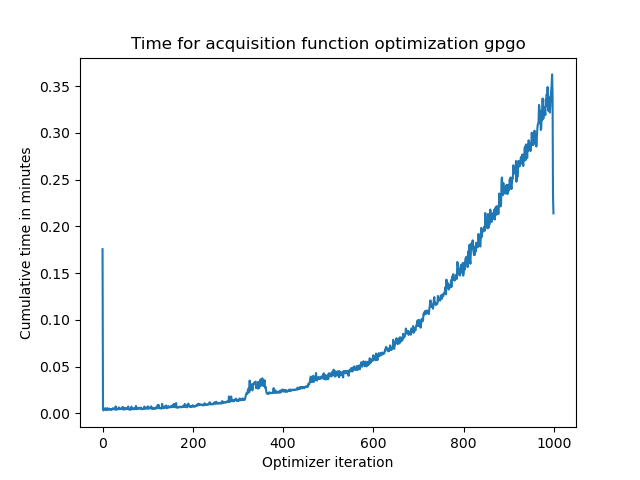 Time for acquisition function optimization gpgo
Cumulative time in minutes
0.35
0.30
0.25
0.20
0.15
0.10
0.05
0.00
0 200 400 600 800 1000
Optimizer iteration